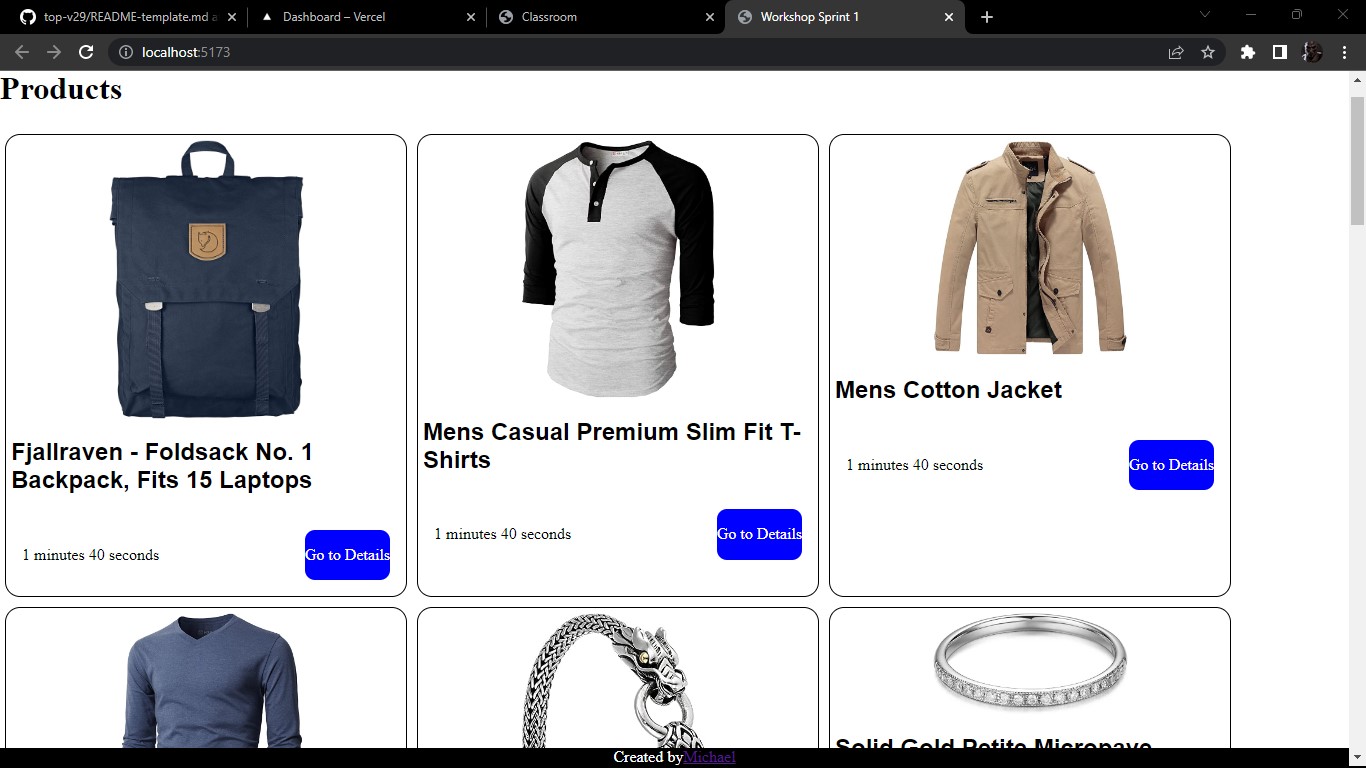 top-v29/README-template.md a
Dashboard – Vercel
Classroom
Workshop Sprint 1
localhost:5173
Products
Fjallraven - Foldsack No. 1
Backpack, Fits 15 Laptops
1 minutes 40 seconds
Go to Details
Mens Casual Premium Slim Fit T-
Shirts
1 minutes 40 seconds
Go to Details
Mens Cotton Jacket
1 minutes 40 seconds
Go to Details
Solid Gold Petite Micropave
Created byMichael